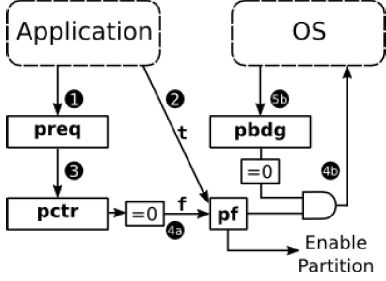 Application
OS
1
2
5b
preq
t
pbdg
3
=0
4b
pctr
=0
f
pf
4a
Enable
Partition